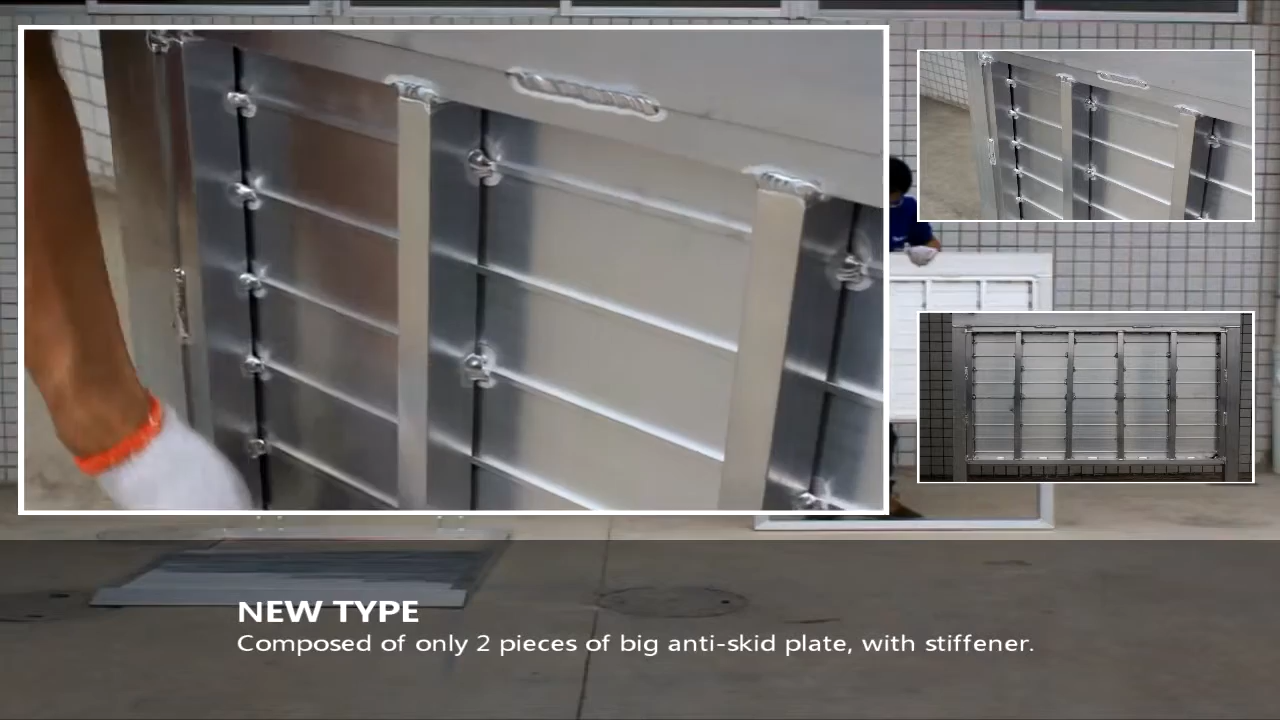 NEW TYPE
Composed of only 2 pieces of big anti-skid plate, with stiffener.